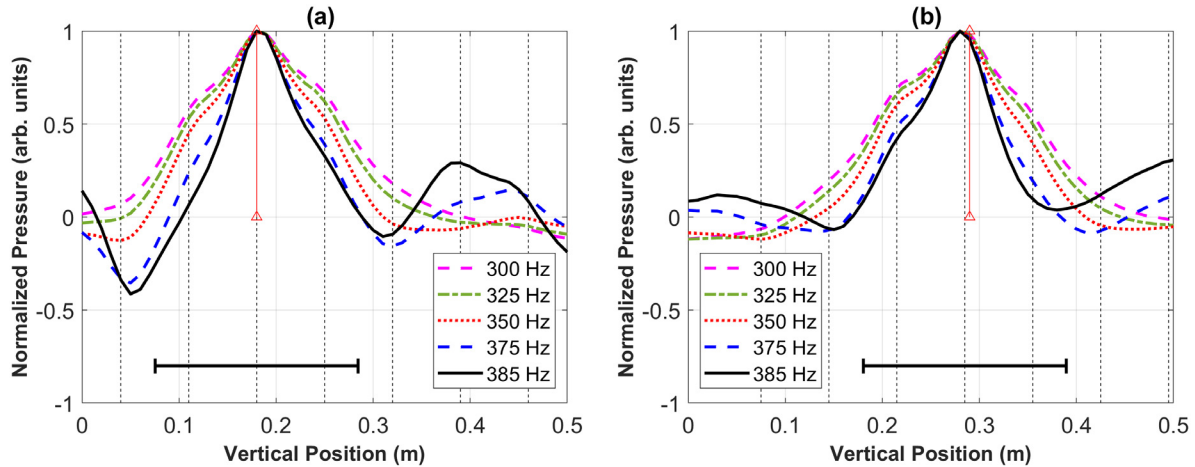 (a)
Normalized Pressure (arb. units)
1
0.5
0
-0.5
-1
300 Hz
325 Hz
350 Hz
375 Hz
385 Hz
0
0.1
0.2
0.3
0.4
0.5
Vertical Position (m)
(b)
Normalized Pressure (arb. units)
1
0.5
0
-0.5
-1
300 Hz
325 Hz
350 Hz
375 Hz
385 Hz
0
0.1
0.2
0.3
0.4
0.5
Vertical Position (m)